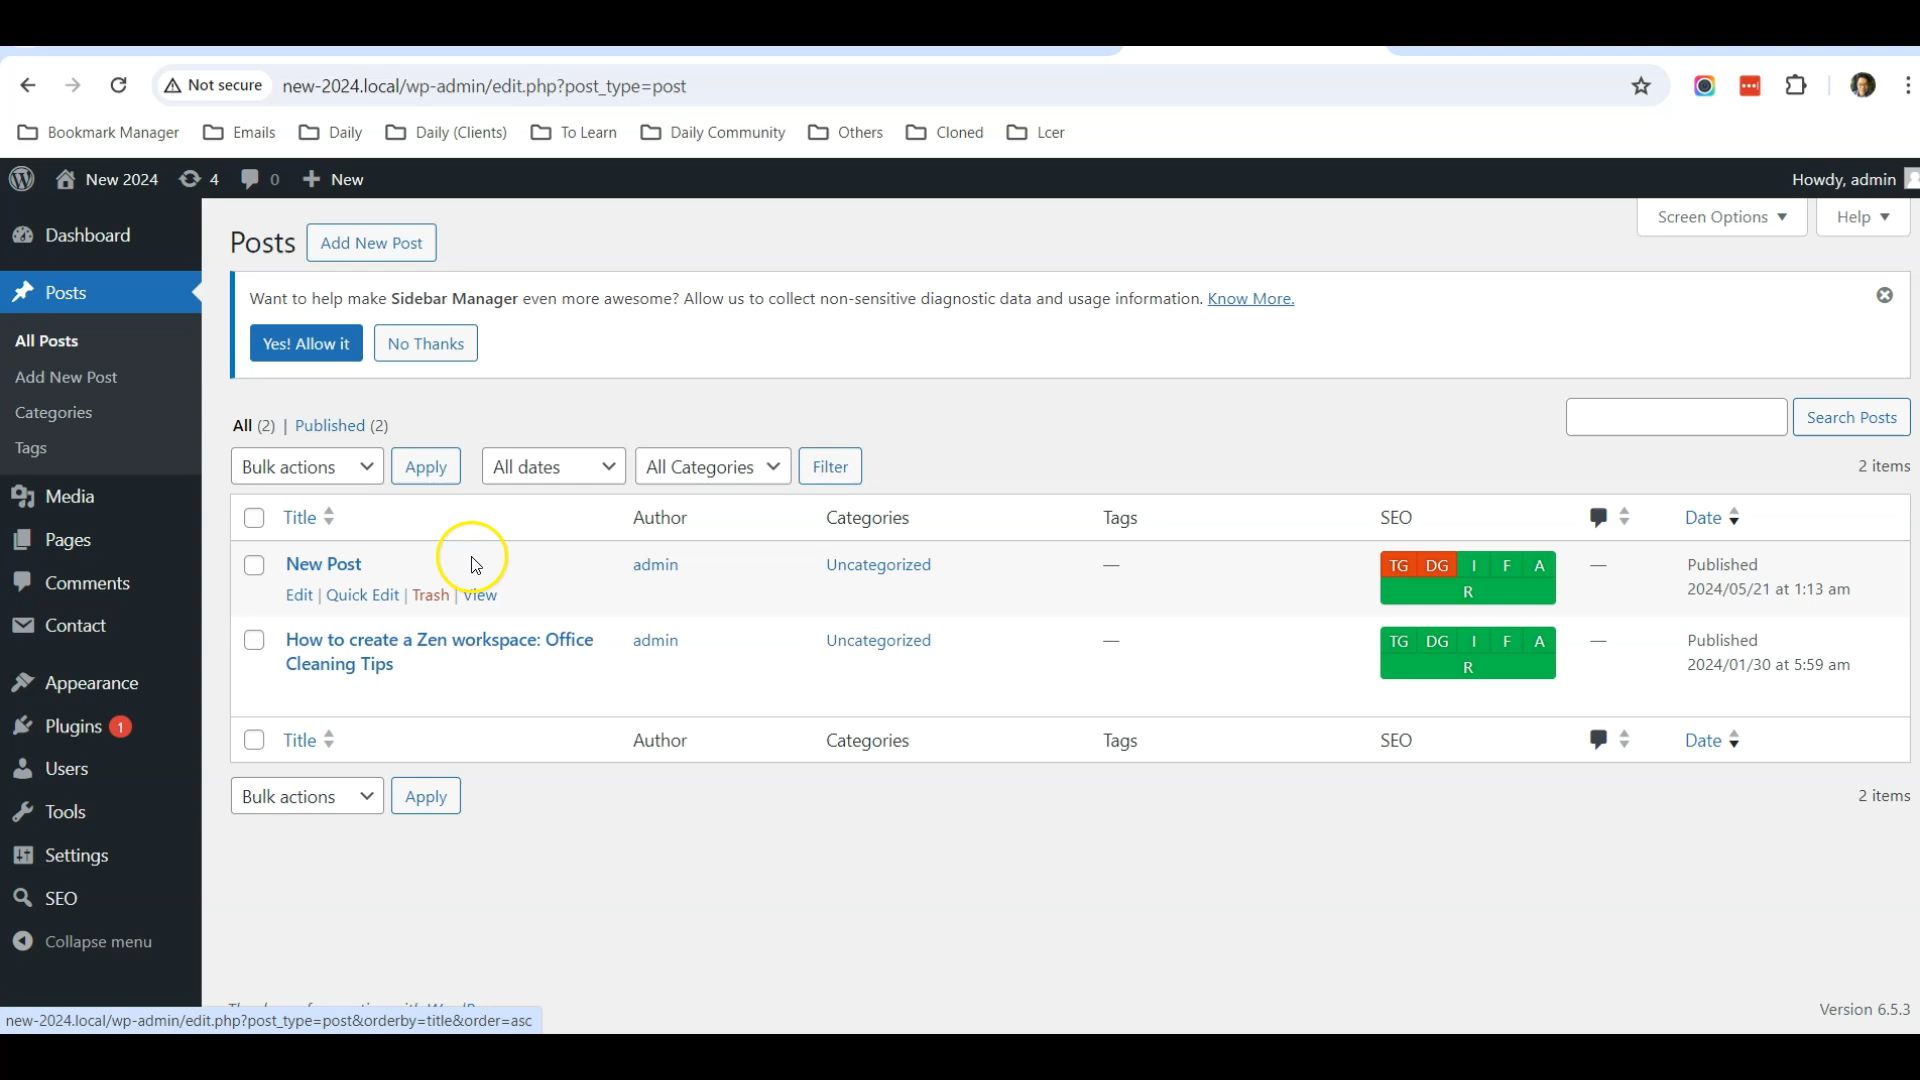 Not secure new-2024.local/wp-admin/edit.php?post_type=post
Bookmark Manager Emails Daily Daily (Clients) To Learn Daily Community Others Cloned Lcer
New 2024 4 0 + New Howdy, admin
Screen Options Help
Dashboard
Posts
All Posts
Add New Post
Categories
Tags
Media
Pages
Comments
Contact
Appearance
Plugins 1
Users
Tools
Settings
SEO
Collapse menu
Posts Add New Post
Want to help make Sidebar Manager even more awesome? Allow us to collect non-sensitive diagnostic data and usage information. Know More.
Yes! Allow it No Thanks
All (2) | Published (2)
Search Posts
Bulk actions Apply All dates All Categories Filter 2 items
Title Author Categories Tags SEO Date
New Post admin Uncategorized — TG DG I F A — Published
R 2024/05/21 at 1:13 am
Edit | Quick Edit | Trash | View
How to create a Zen workspace: Office admin Uncategorized — TG DG I F A — Published
Cleaning Tips R 2024/01/30 at 5:59 am
Title Author Categories Tags SEO Date
Bulk actions Apply 2 items
Version 6.5.3
new-2024.local/wp-admin/edit.php?post_type=post&orderby=title&order=asc